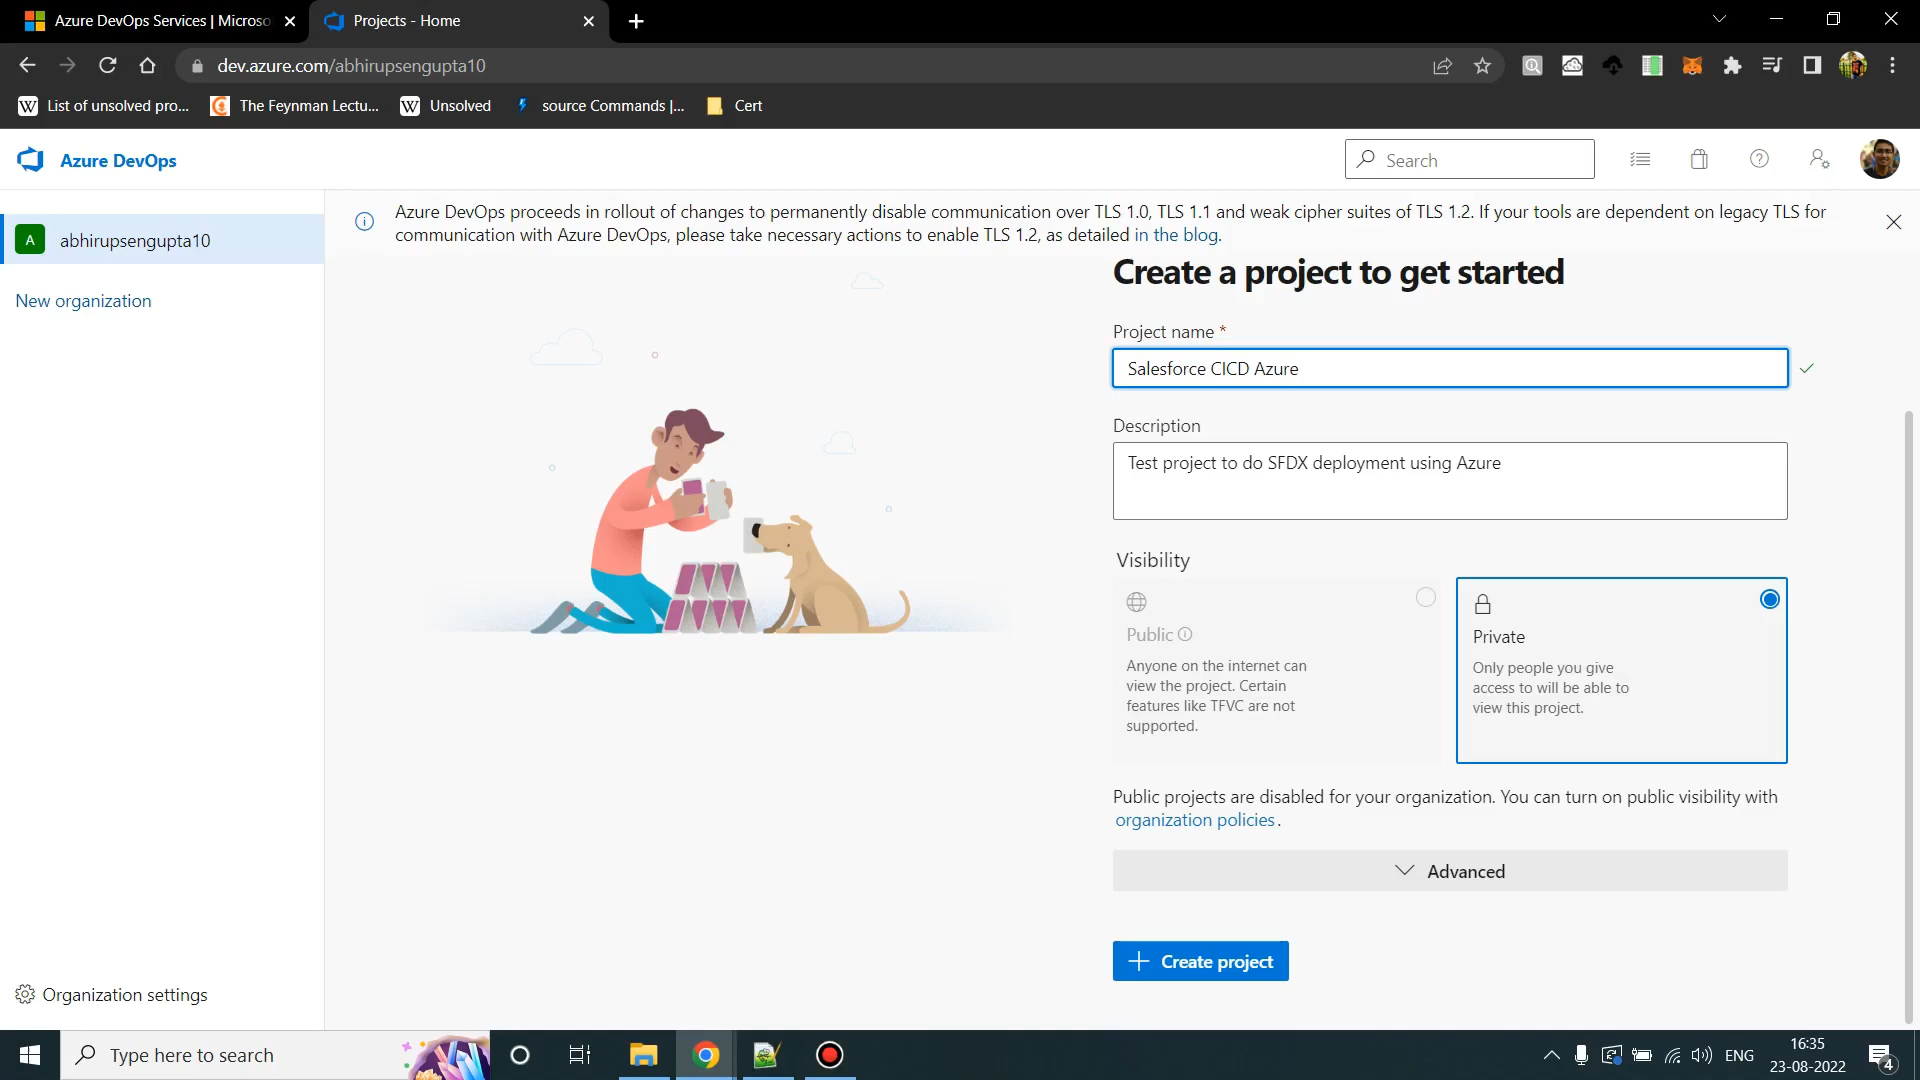 Azure DevOps Services | Microso
Projects - Home
dev.azure.com/abhirupsengupta10
List of unsolved pro...
The Feynman Lectu...
Unsolved
source Commands |...
Cert
Azure DevOps
Search
Azure DevOps proceeds in rollout of changes to permanently disable communication over TLS 1.0, TLS 1.1 and weak cipher suites of TLS 1.2. If your tools are dependent on legacy TLS for
communication with Azure DevOps, please take necessary actions to enable TLS 1.2, as detailed in the blog.
A
abhirupsengupta10
New organization
Create a project to get started
Project name *
Salesforce CICD Azure
Description
Test project to do SFDX deployment using Azure
Visibility
Public
Anyone on the internet can
view the project. Certain
features like TFVC are not
supported.
Private
Only people you give
access to will be able to
view this project.
Public projects are disabled for your organization. You can turn on public visibility with
organization policies.
Advanced
Create project
Organization settings
Type here to search
ENG
16:35
23-08-2022
4